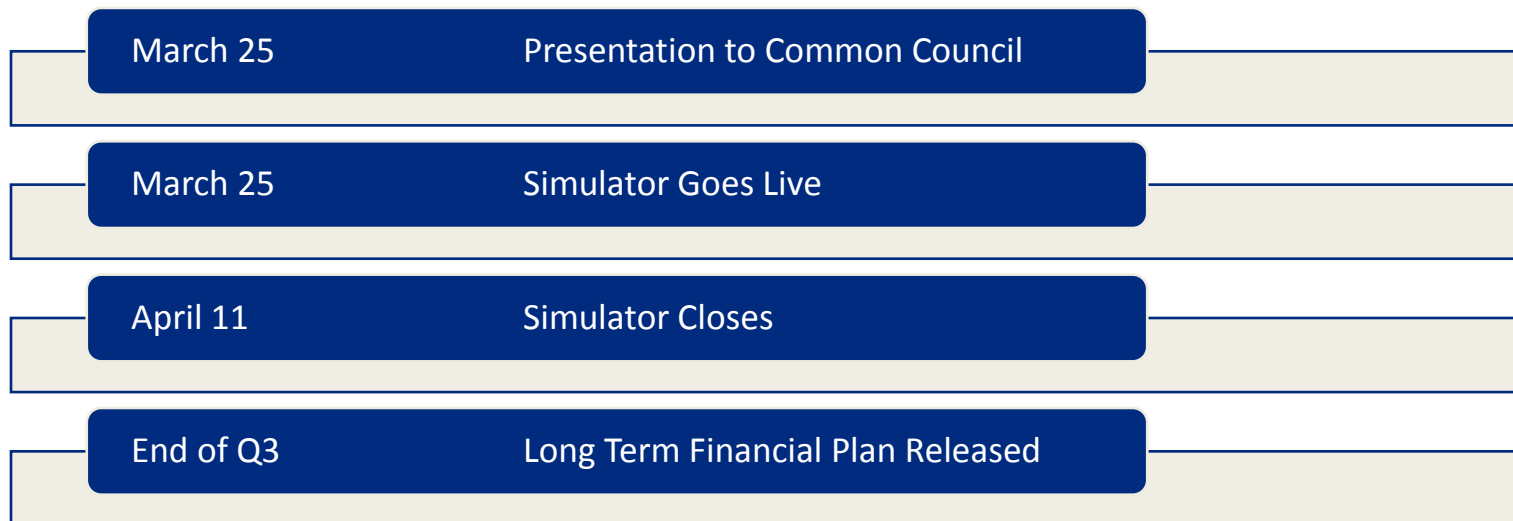 March 25 Presentation to Common Council
March 25 Simulator Goes Live
April 11 Simulator Closes
End of Q3 Long Term Financial Plan Released